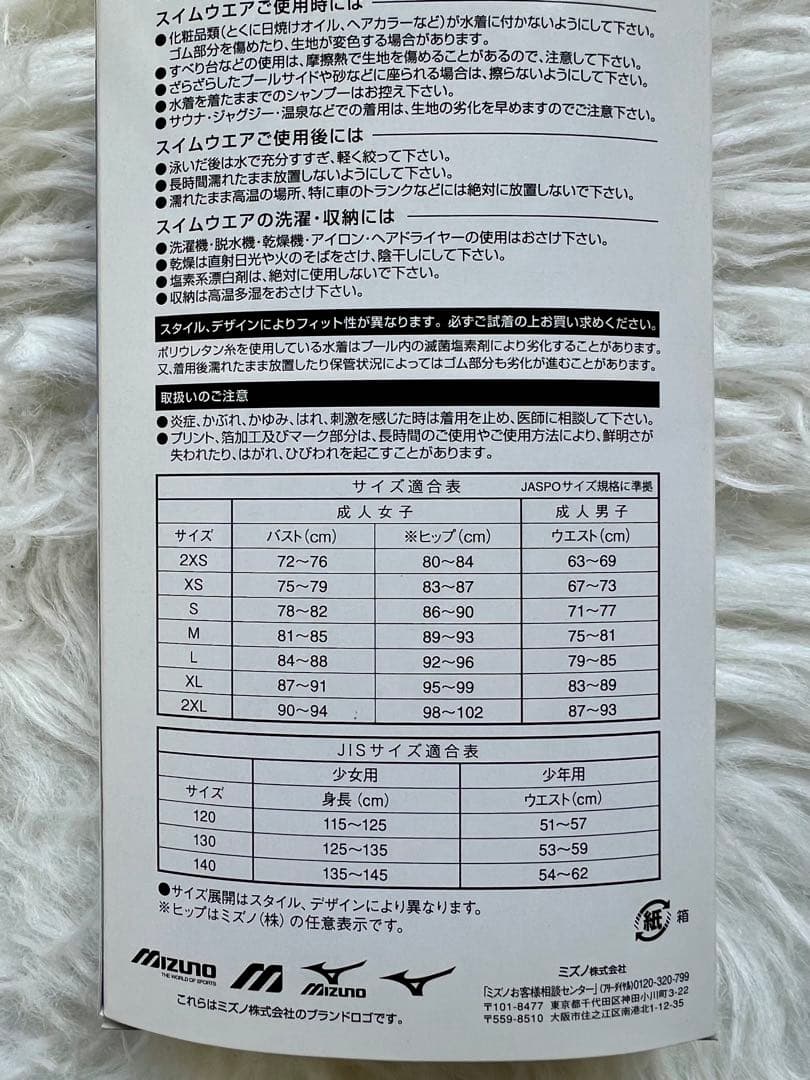 スイムウエアご使用時には
●化粧品類(とくに日焼けオイル、ヘアカラーなど)が水着に付かないようにして下さい。
ゴム部分を傷めたり、生地が変色する場合があります。
●すべり台などの使用は、摩擦熱で生地を傷めることがあるので、注意して下さい。
●ざらざらしたプールサイドや砂などに座られる場合は、擦らないようにして下さい。
●水着を着たままでのシャンプーはお控え下さい。
●サウナ・ジャグジー・温泉などでの着用は、生地の劣化を早めますのでご注意下さい。
スイムウエアご使用後には
●泳いだ後は水で充分すすぎ、軽く絞って下さい。
●長時間濡れたまま放置しないようにして下さい。
●濡れたまま高温の場所、特に車のトランクなどには絶対に放置しないで下さい。
スイムウエアの洗濯・収納には
●洗濯機・脱水機・乾燥機・アイロン・ヘアドライヤーの使用はおさけ下さい。
●乾燥は直射日光や火のそばをさけ、陰干しにして下さい。
●塩素系漂白剤は、絶対に使用しないで下さい。
●収納は高温多湿をおさけ下さい。
スタイル、デザインによりフィット性が異なります。必ずご試着の上お買い求めください。
ポリウレタン糸を使用している水着はプール内の滅菌塩素剤により劣化することがあります。
又、着用後濡れたまま放置したり保管状況によってはゴム部分も劣化が進むことがあります。
取扱いのご注意
●炎症、かぶれ、かゆみ、はれ、刺激を感じた時は着用を止め、医師に相談して下さい。
●プリント、箔加工及びマーク部分は、長時間のご使用やご使用方法により、鮮明さが
失われたり、はがれ、ひびわれを起こすことがあります。
サイズ適合表 JASPOサイズ規格に準拠
成人女子 成人男子
サイズ バスト(cm) ※ヒップ(cm) ウエスト(cm)
2XS 72〜76 80〜84 63〜69
XS 75〜79 83〜87 67〜73
S 78〜82 86〜90 71〜77
M 81〜85 89〜93 75〜81
L 84〜88 92〜96 79〜85
XL 87〜91 95〜99 83〜89
2XL 90〜94 98〜102 87〜93
JISサイズ適合表
少女用 少年用
サイズ 身長(cm) ウエスト(cm)
120 115〜125 51〜57
130 125〜135 53〜59
140 135〜145 54〜62
●サイズ展開はスタイル、デザインにより異なります。
※ヒップはミズノ(株)の任意表示です。
紙 箱
MIZUNO
THE WORLD OF SPORTS
MIZUNO
これらはミズノ株式会社のブランドロゴです。
ミズノ株式会社
「ミズノお客様相談センター」(フリーダイヤル)0120-320-799
〒101-8477 東京都千代田区神田小川町3-22
〒559-8510 大阪市住之江区南港北1-12-35